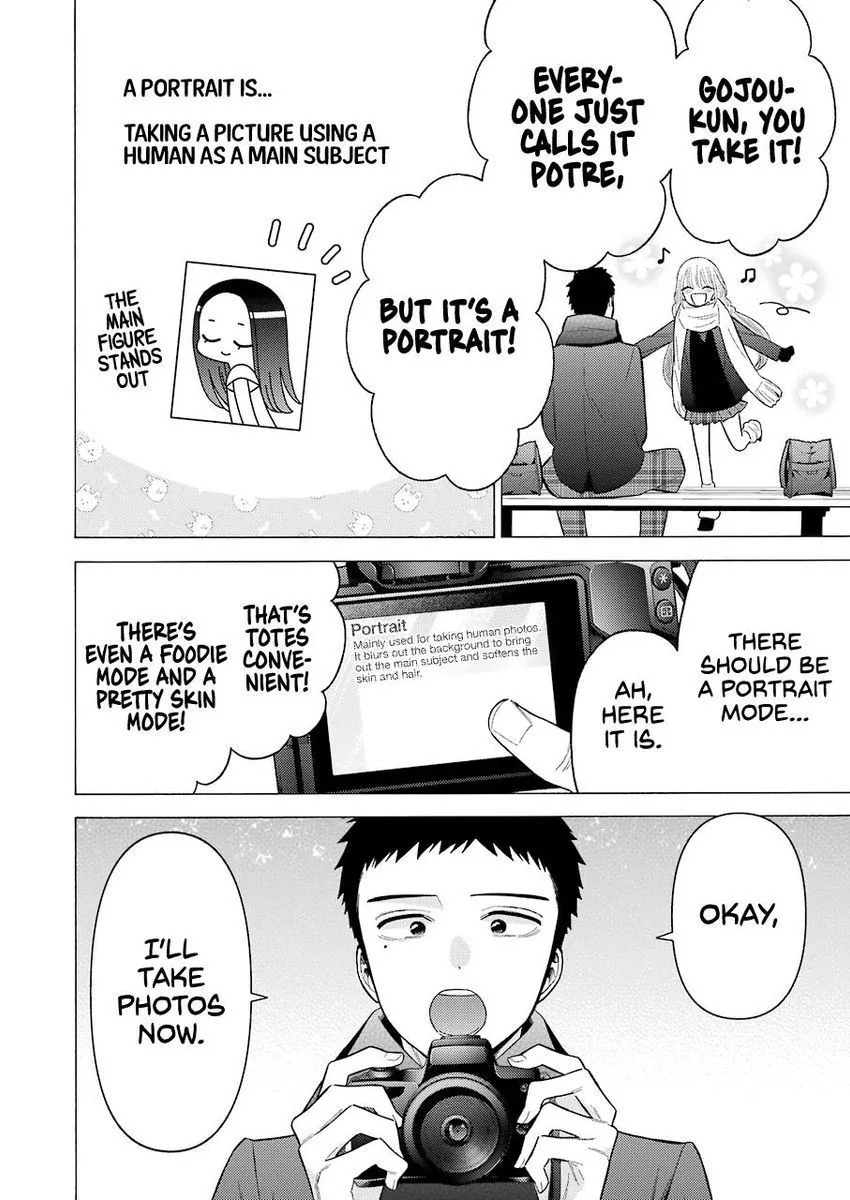 GOJOU-
KUN, YOU
TAKE IT!
EVERY-
ONE JUST
CALLS IT
POTRE,
BUT IT'S A
PORTRAIT!
A PORTRAIT IS...
TAKING A PICTURE USING A
HUMAN AS A MAIN SUBJECT
THE
MAIN
FIGURE
STANDS
OUT
THERE
SHOULD BE
A PORTRAIT
MODE...
AH,
HERE
IT IS.
Portrait
Mainly used for taking human photos.
It blurs out the background to bring
out the main subject and softens the
skin and hair.
THAT'S
TOTES
CONVE-
NIENT!
THERE'S
EVEN A FOODIE
MODE AND A
PRETTY SKIN
MODE!
OKAY,
I'LL
TAKE
PHOTOS
NOW.